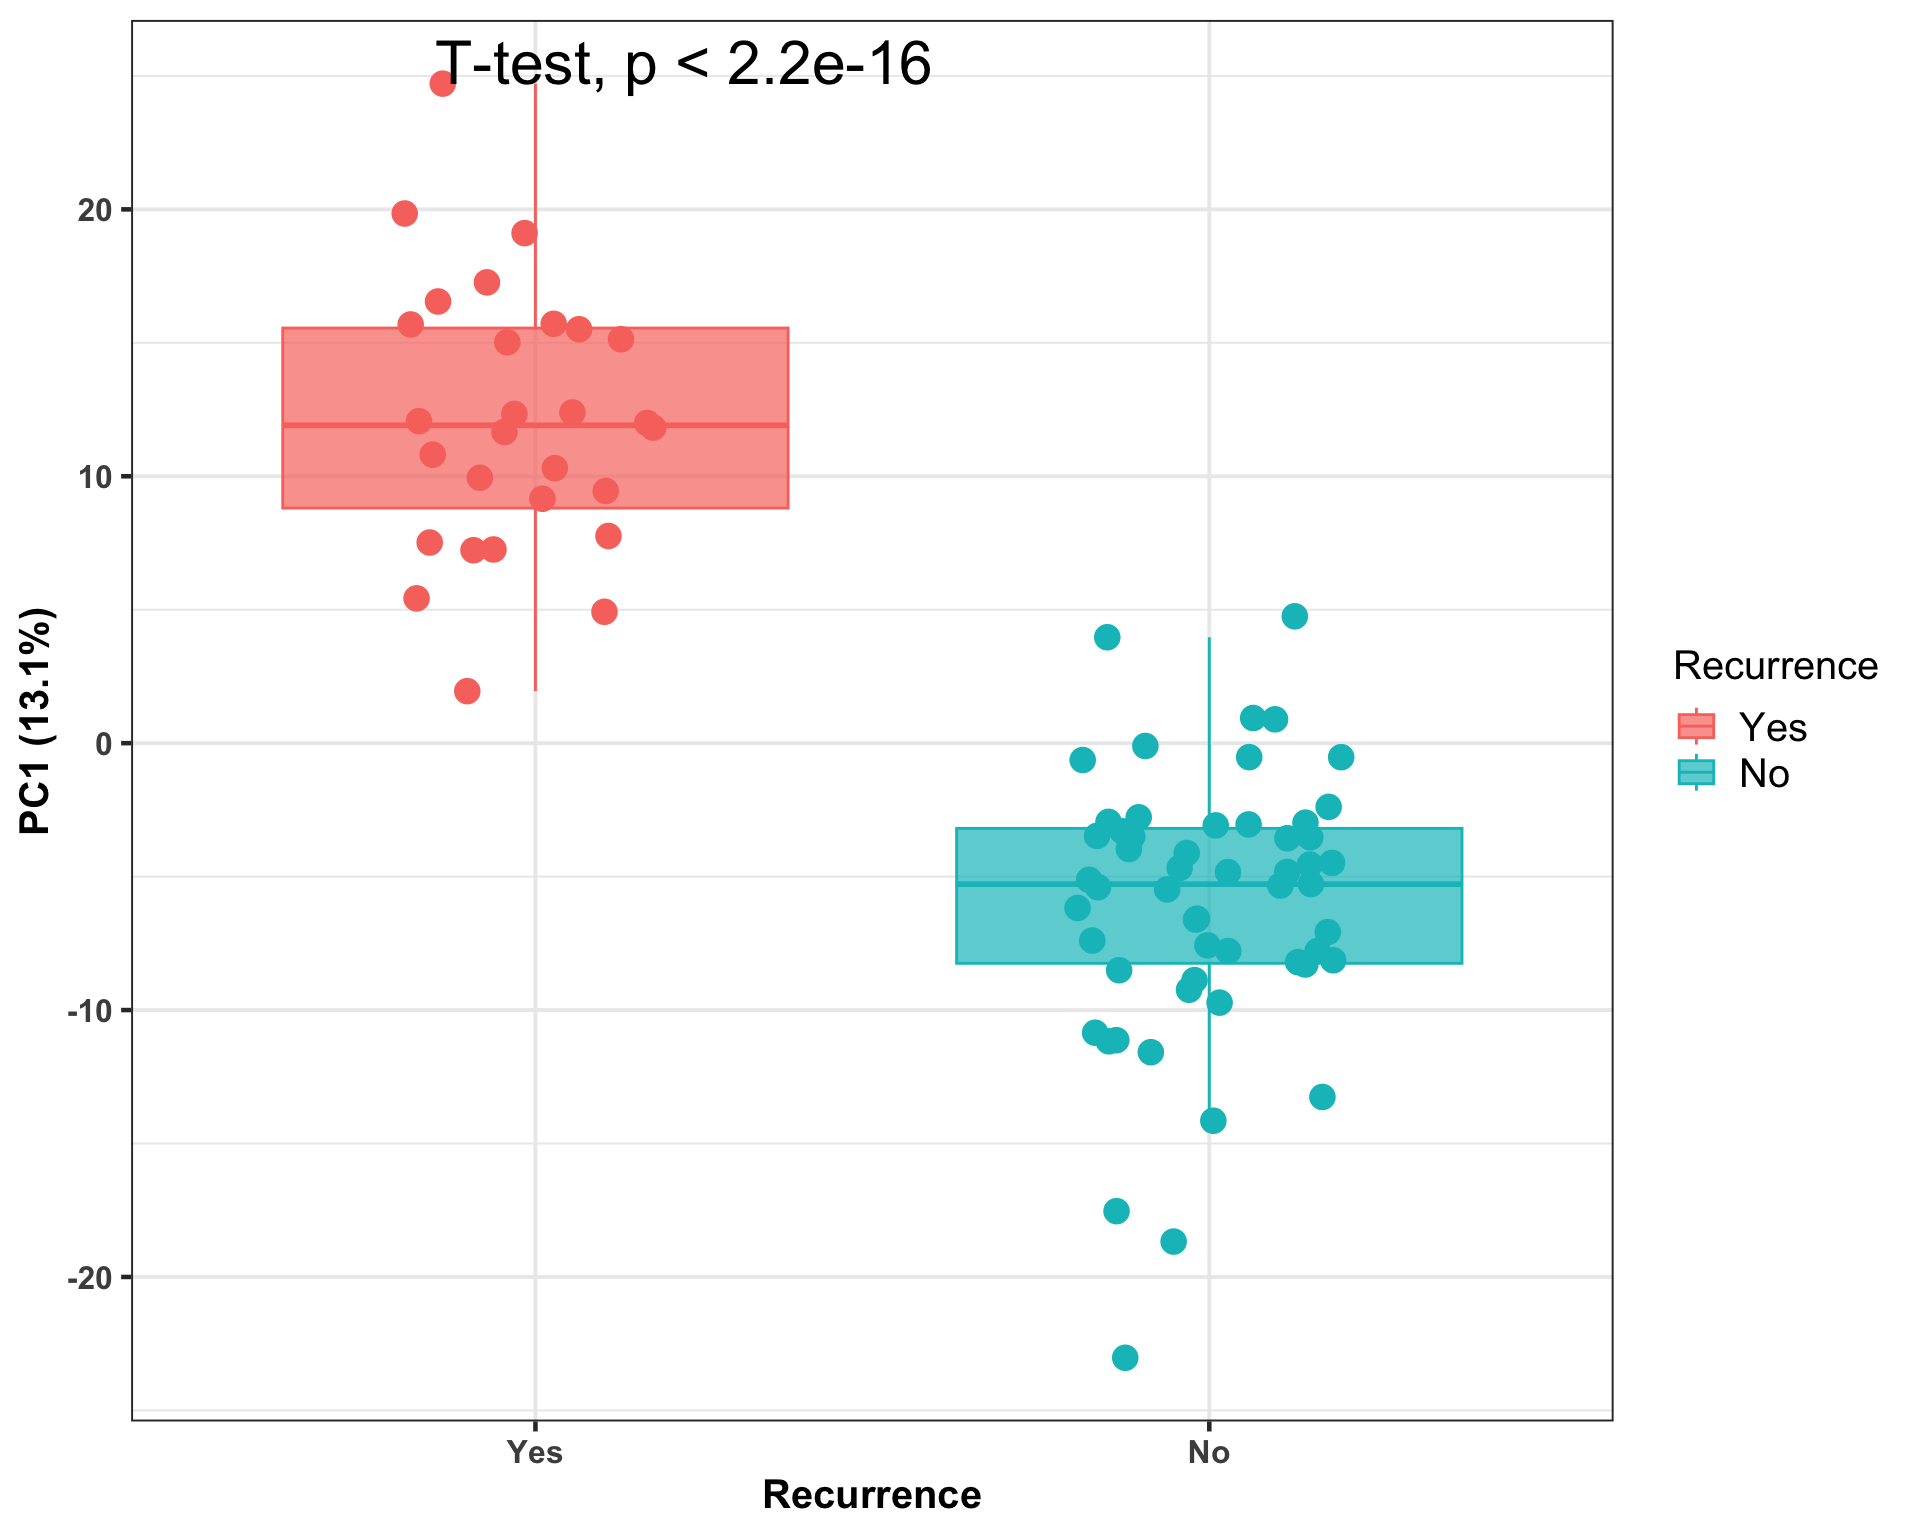 T-test, p < 2.2e-16
20
10
0
-10
-20
PC1 (13.1%)
Yes
No
Recurrence
Recurrence
Yes
No